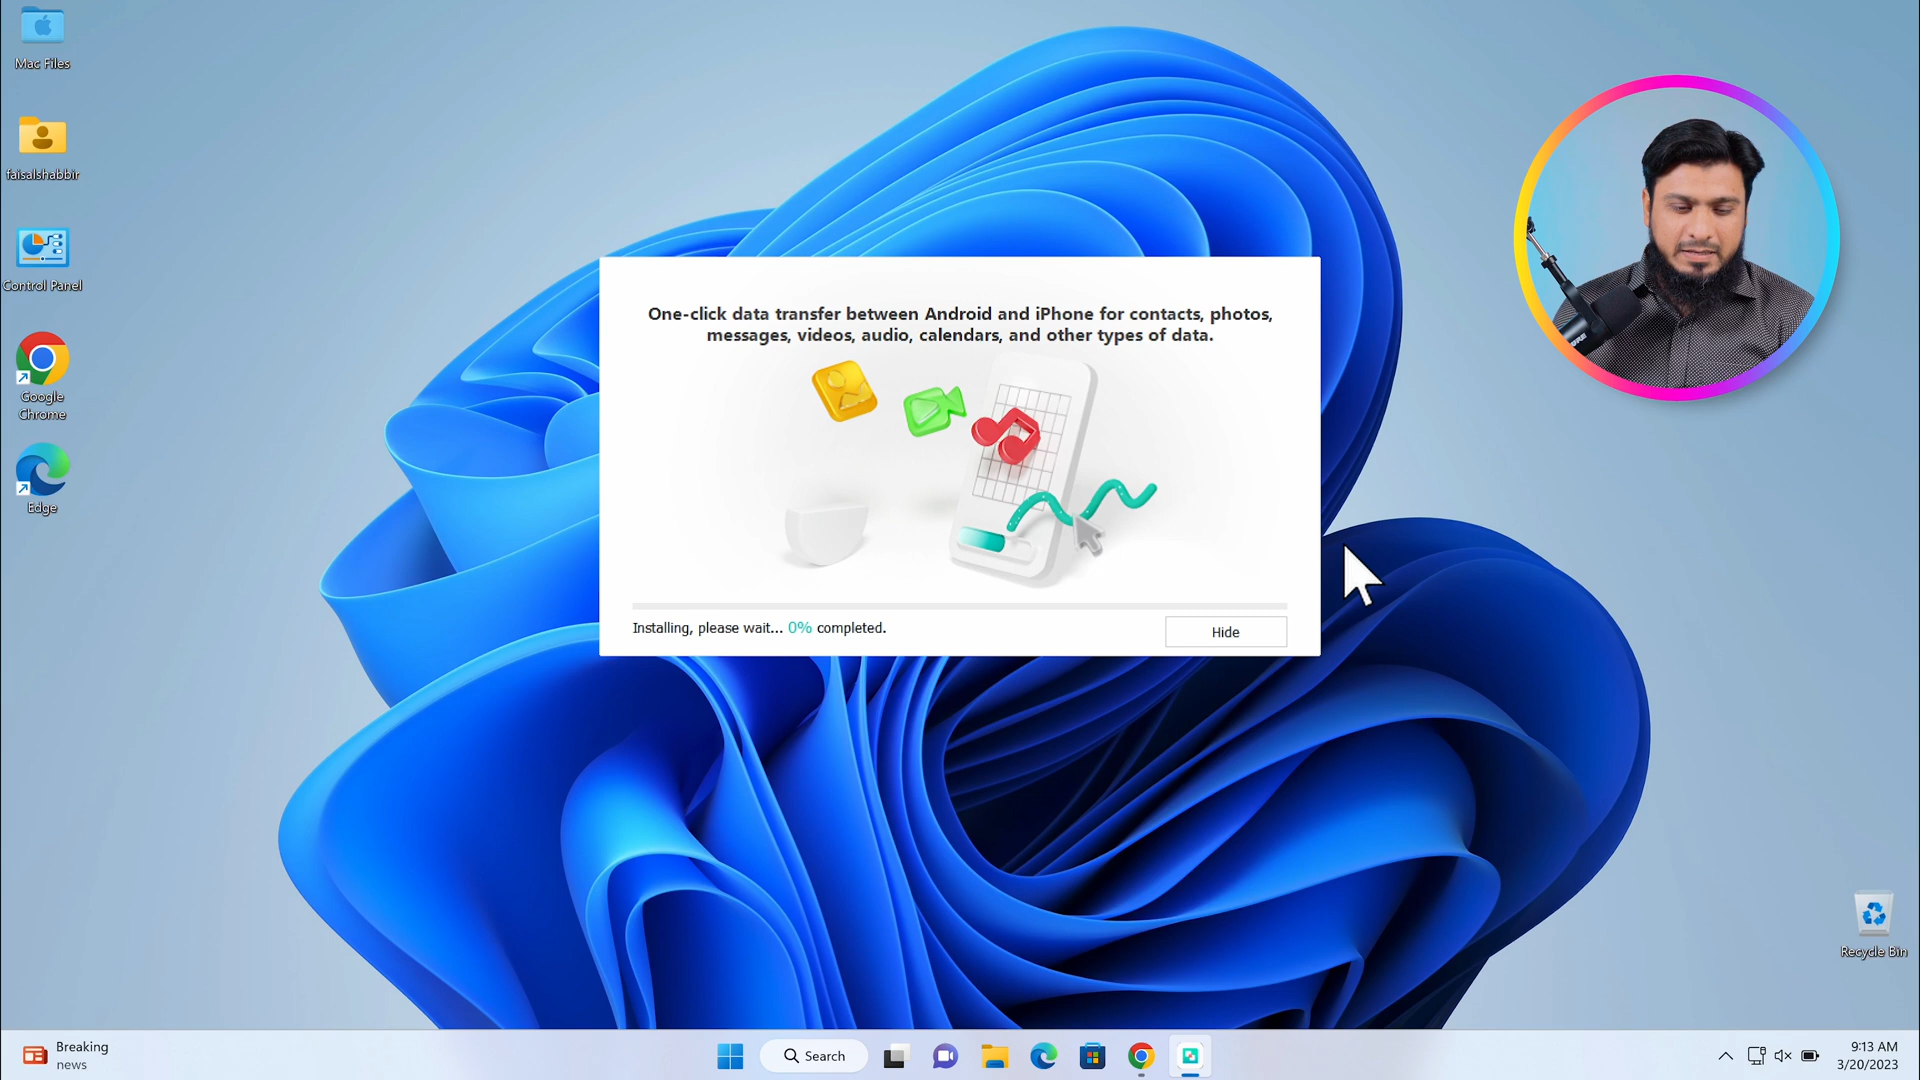 Mac Files
faisalshabbir
Control Panel
Google
Chrome
Edge
One-click data transfer between Android and iPhone for contacts, photos,
messages, videos, audio, calendars, and other types of data.
Installing, please wait... 0% completed.
Hide
Recycle Bin
Breaking
news
Search
9:13 AM
3/20/2023